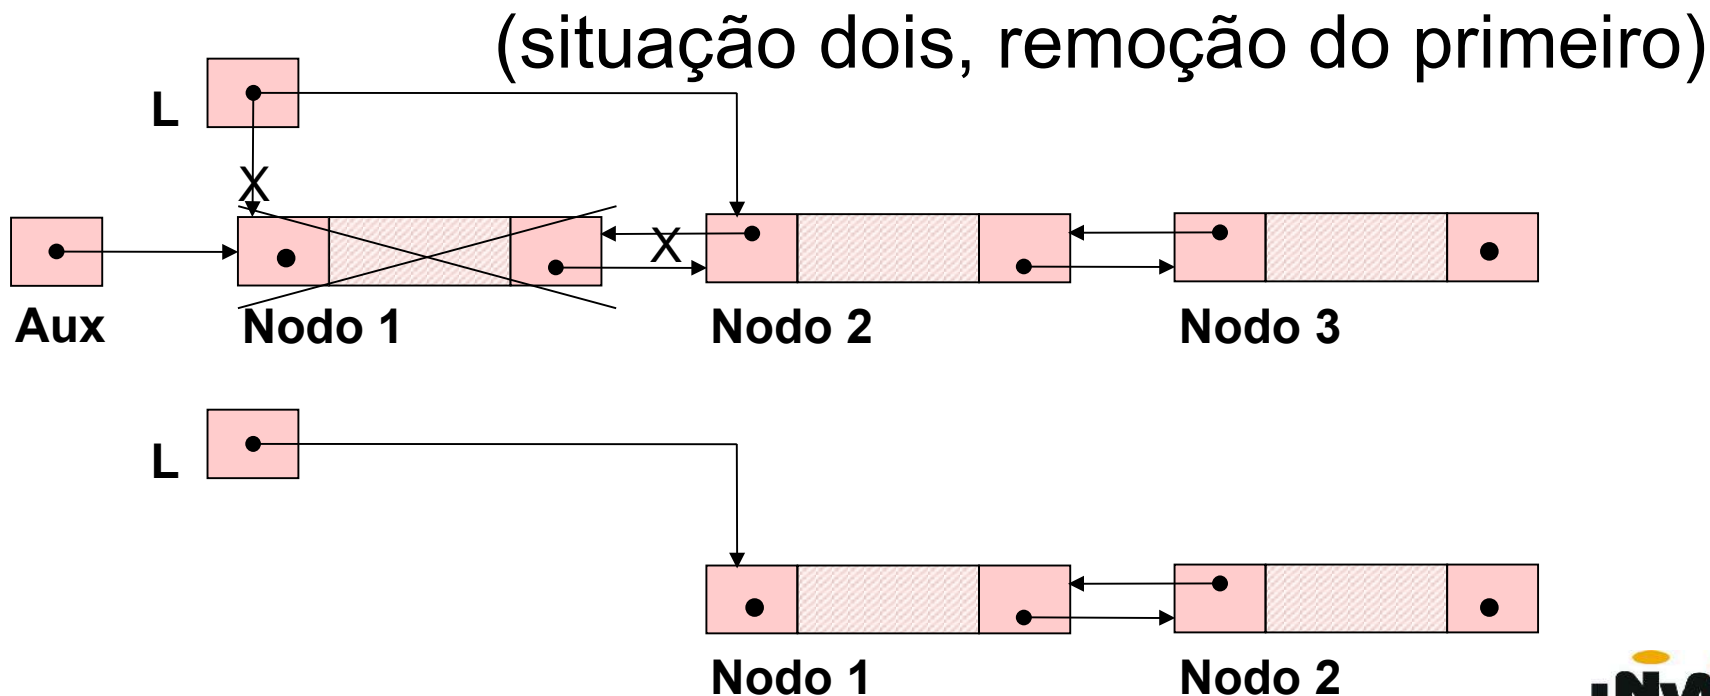 (situação dois, remoção do primeiro)
L
X
X
Aux
Nodo 1
Nodo 2
Nodo 3
L
Nodo 1
Nodo 2